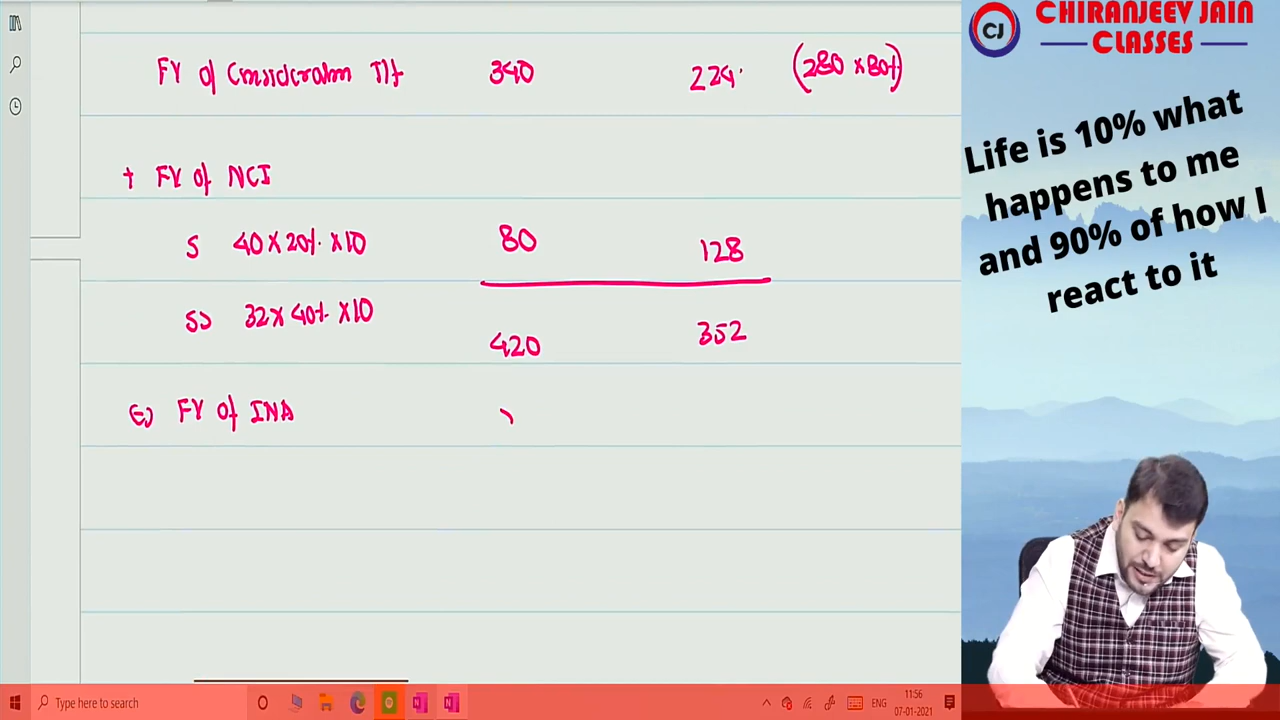 CHIRANJEEV JAIN
CLASSES
CJ
FV of Consideration Tlf 340 224 (280 x 80%)
+ FV of NCI
S 40 x 20% x 10 80 128
SS 32 x 40% x 10
420 352
(-) FV of INA
Life is 10% what
happens to me
and 90% of how I
react to it
Type here to search
ENG
11:56
07-01-2021